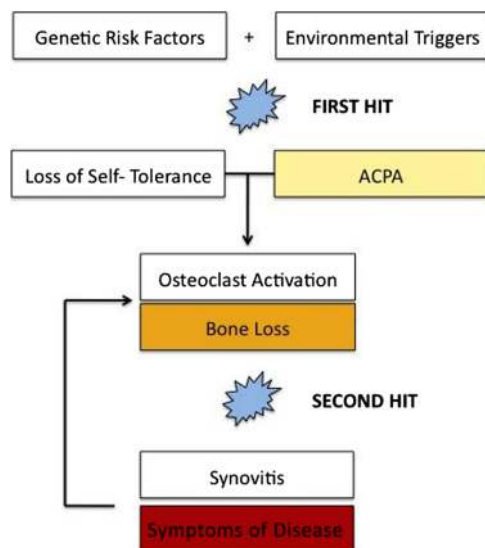 Genetic Risk Factors + Environmental Triggers
FIRST HIT
Loss of Self- Tolerance ACPA
Osteoclast Activation
Bone Loss
SECOND HIT
Synovitis
Symptoms of Disease